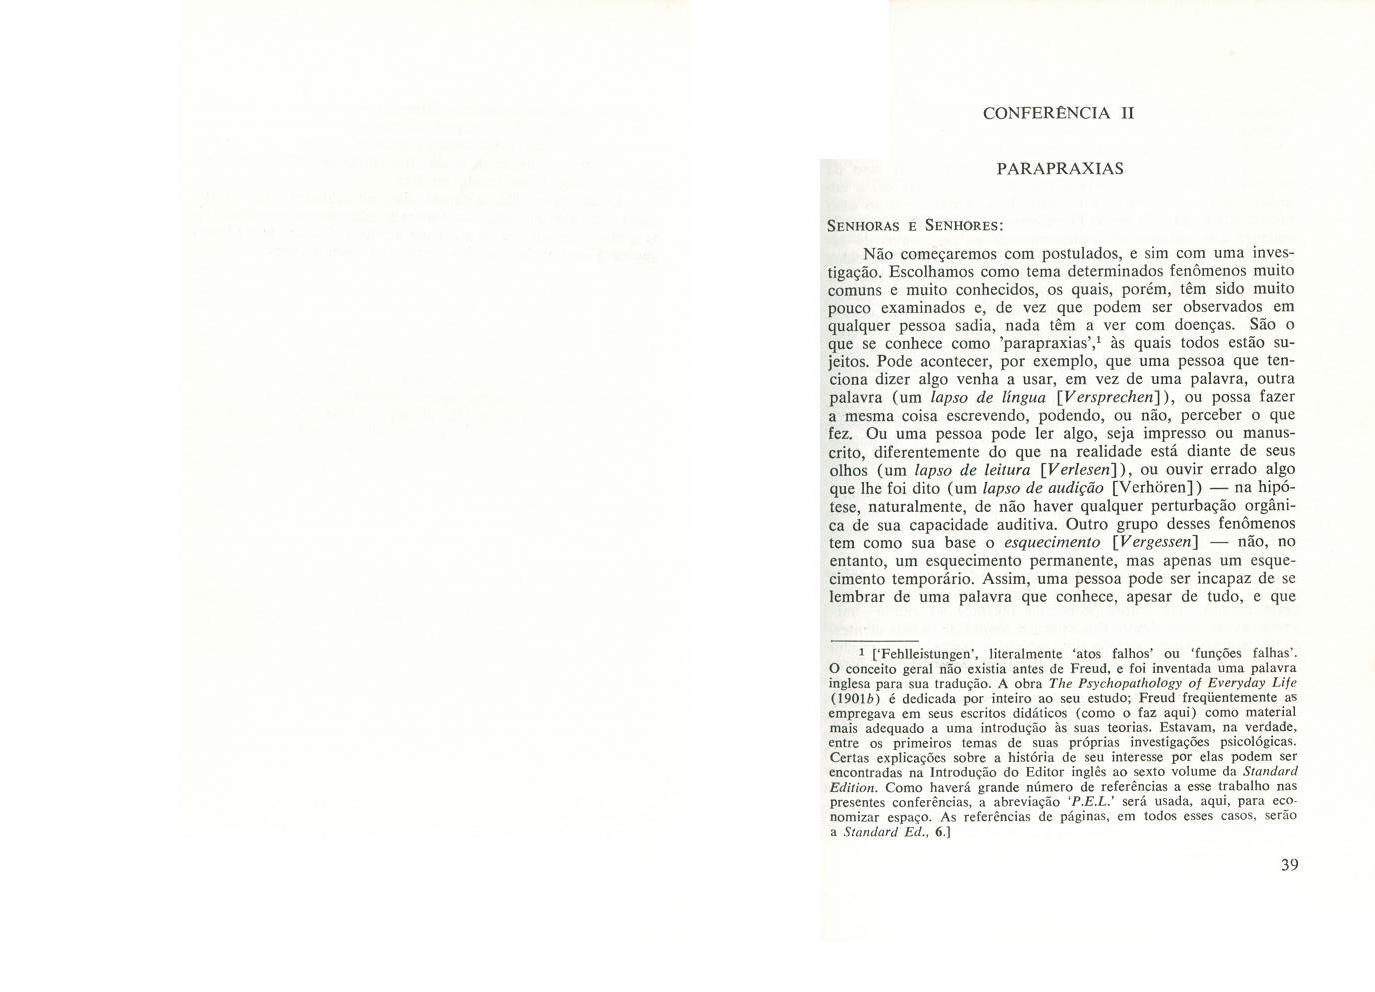 CONFERÊNCIA II
PARAPRAXIAS
SENHORAS E SENHORES:
Não começaremos com postulados, e sim com uma inves-
tigação. Escolhamos como tema determinados fenômenos muito
comuns e muito conhecidos, os quais, porém, têm sido muito
pouco examinados e, de vez que podem ser observados em
qualquer pessoa sadia, nada têm a ver com doenças. São o
que se conhece como ’parapraxias’,¹ às quais todos estão su-
jeitos. Pode acontecer, por exemplo, que uma pessoa que ten-
ciona dizer algo venha a usar, em vez de uma palavra, outra
palavra (um lapso de língua [Versprechen]), ou possa fazer
a mesma coisa escrevendo, podendo, ou não, perceber o que
fez. Ou uma pessoa pode ler algo, seja impresso ou manus-
crito, diferentemente do que na realidade está diante de seus
olhos (um lapso de leitura [Verlesen]), ou ouvir errado algo
que lhe foi dito (um lapso de audição [Verhören]) — na hipó-
tese, naturalmente, de não haver qualquer perturbação orgâni-
ca de sua capacidade auditiva. Outro grupo desses fenômenos
tem como sua base o esquecimento [Vergessen] — não, no
entanto, um esquecimento permanente, mas apenas um esque-
cimento temporário. Assim, uma pessoa pode ser incapaz de se
lembrar de uma palavra que conhece, apesar de tudo, e que
¹ [‘Fehlleistungen’, literalmente ‘atos falhos’ ou ‘funções falhas’.
O conceito geral não existia antes de Freud, e foi inventada uma palavra
inglesa para sua tradução. A obra The Psychopathology of Everyday Life
(1901b) é dedicada por inteiro ao seu estudo; Freud freqüentemente as
empregava em seus escritos didáticos (como o faz aqui) como material
mais adequado a uma introdução às suas teorias. Estavam, na verdade,
entre os primeiros temas de suas próprias investigações psicológicas.
Certas explicações sobre a história de seu interesse por elas podem ser
encontradas na Introdução do Editor inglês ao sexto volume da Standard
Edition. Como haverá grande número de referências a esse trabalho nas
presentes conferências, a abreviação ‘P.E.L.’ será usada, aqui, para eco-
nomizar espaço. As referências de páginas, em todos esses casos, serão
a Standard Ed., 6.]
39